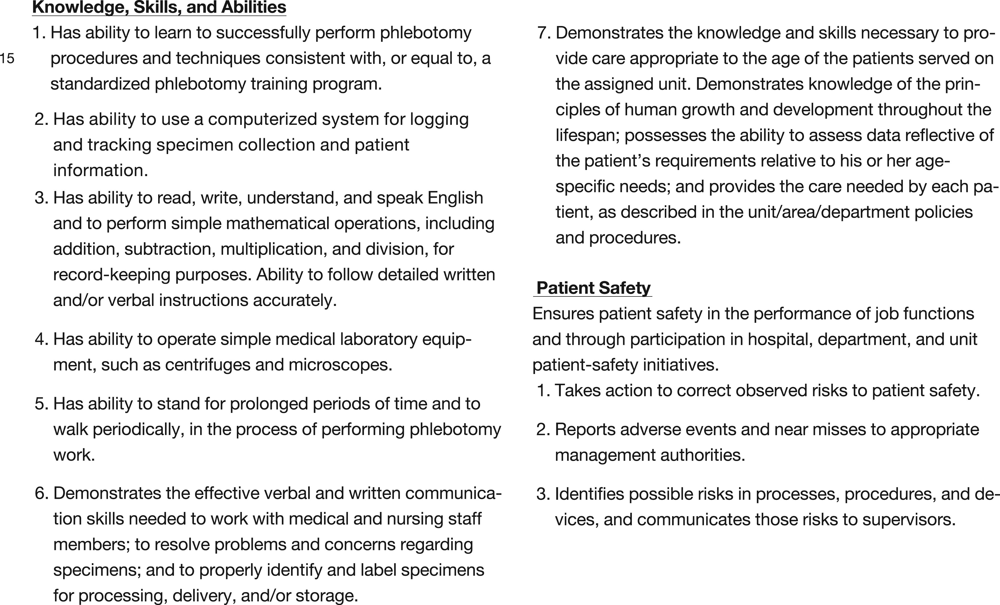 Knowledge, Skills, and Abilities
1. Has ability to learn to successfully perform phlebotomy
15
procedures and techniques consistent with, or equal to, a
standardized phlebotomy training program.
2. Has ability to use a computerized system for logging
and tracking specimen collection and patient
information.
3. Has ability to read, write, understand, and speak English
and to perform simple mathematical operations, including
addition, subtraction, multiplication, and division, for
record-keeping purposes. Ability to follow detailed written
and/or verbal instructions accurately.
4. Has ability to operate simple medical laboratory equip-
ment, such as centrifuges and microscopes.
5. Has ability to stand for prolonged periods of time and to
walk periodically, in the process of performing phlebotomy
work.
6. Demonstrates the effective verbal and written communica-
tion skills needed to work with medical and nursing staff
members; to resolve problems and concerns regarding
specimens; and to properly identify and label specimens
for processing, delivery, and/or storage.
7. Demonstrates the knowledge and skills necessary to pro-
vide care appropriate to the age of the patients served on
the assigned unit. Demonstrates knowledge of the prin-
ciples of human growth and development throughout the
lifespan; possesses the ability to assess data reflective of
the patient’s requirements relative to his or her age-
specific needs; and provides the care needed by each pa-
tient, as described in the unit/area/department policies
and procedures.
Patient Safety
Ensures patient safety in the performance of job functions
and through participation in hospital, department, and unit
patient-safety initiatives.
1. Takes action to correct observed risks to patient safety.
2. Reports adverse events and near misses to appropriate
management authorities.
3. Identifies possible risks in processes, procedures, and de-
vices, and communicates those risks to supervisors.